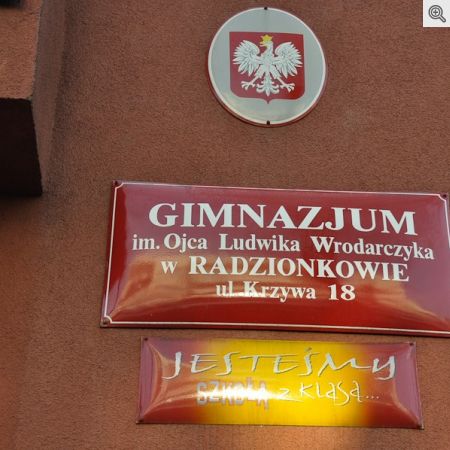 GIMNAZJUM
im. Ojca Ludwika Wrodarczyka
w RADZIONKOWIE
ul. Krzywa 18
JESTEŚMY
SZKOŁĄ z klasą...